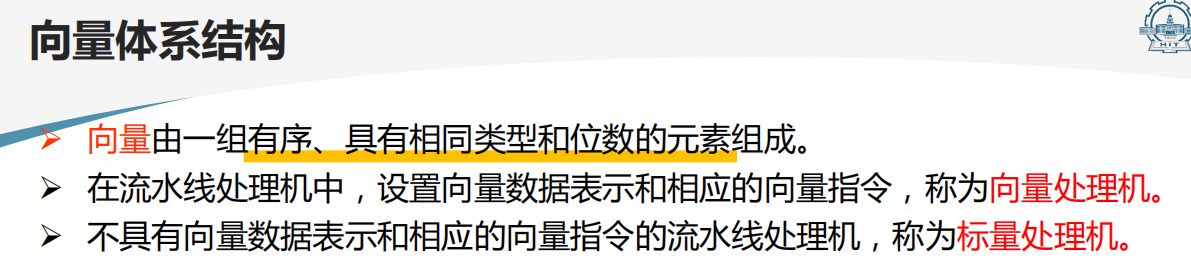 向量体系结构
1920
HIT
向量由一组有序、具有相同类型和位数的元素组成。
在流水线处理机中，设置向量数据表示和相应的向量指令，称为向量处理机。
不具有向量数据表示和相应的向量指令的流水线处理机，称为标量处理机。